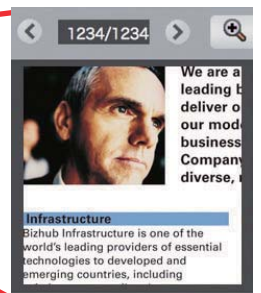 1234/1234
We are a
leading b
deliver o
our mod
business
Company
diverse,
Infrastructure
Bizhub Infrastructure is one of the
world's leading providers of essential
technologies to developed and
emerging countries, including